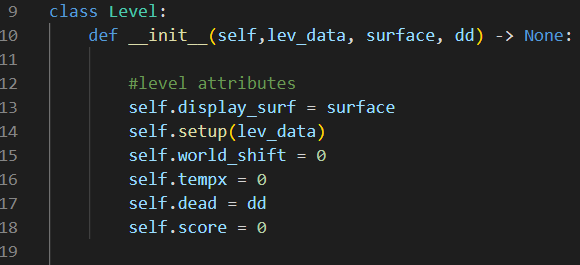 9 class Level:
10 def __init__(self,lev_data, surface, dd) -> None:
11
12 #level attributes
13 self.display_surf = surface
14 self.setup(lev_data)
15 self.world_shift = 0
16 self.tempx = 0
17 self.dead = dd
18 self.score = 0
19